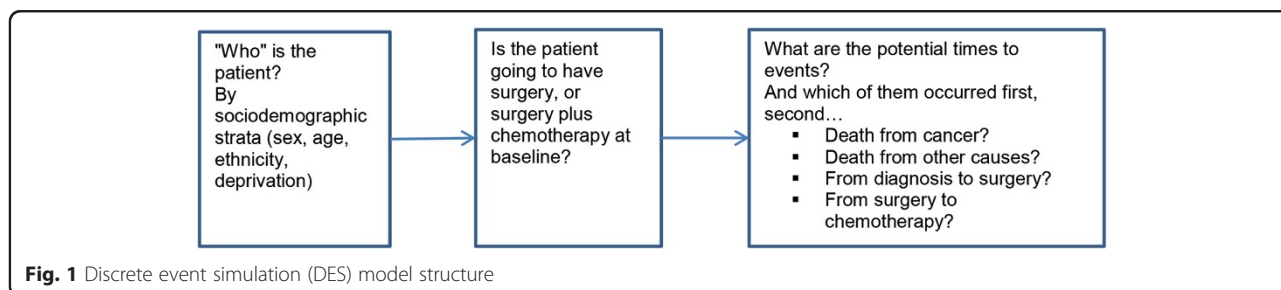 "Who" is the
patient?
By
sociodemographic
strata (sex, age,
ethnicity,
deprivation)
Is the patient
going to have
surgery, or
surgery plus
chemotherapy at
baseline?
What are the potential times to
events?
And which of them occurred first,
second…
▪ Death from cancer?
▪ Death from other causes?
▪ From diagnosis to surgery?
▪ From surgery to
chemotherapy?
Fig. 1 Discrete event simulation (DES) model structure